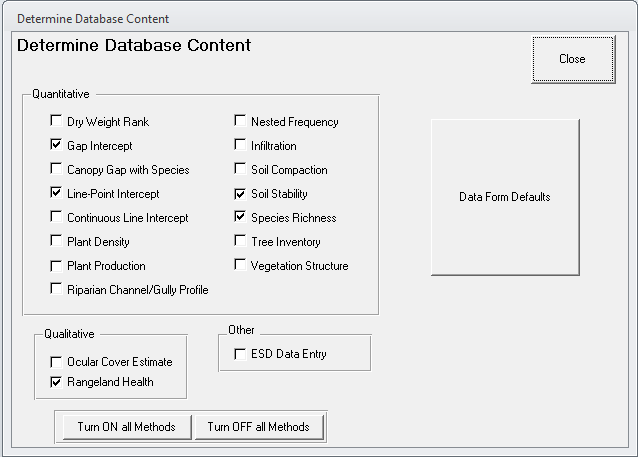 Determine Database Content
Determine Database Content
Close
Quantitative
Dry Weight Rank
Gap Intercept
Canopy Gap with Species
Line-Point Intercept
Continuous Line Intercept
Plant Density
Plant Production
Riparian Channel/Gully Profile
Nested Frequency
Infiltration
Soil Compaction
Soil Stability
Species Richness
Tree Inventory
Vegetation Structure
Data Form Defaults
Qualitative
Ocular Cover Estimate
Rangeland Health
Other
ESD Data Entry
Turn ON all Methods
Turn OFF all Methods